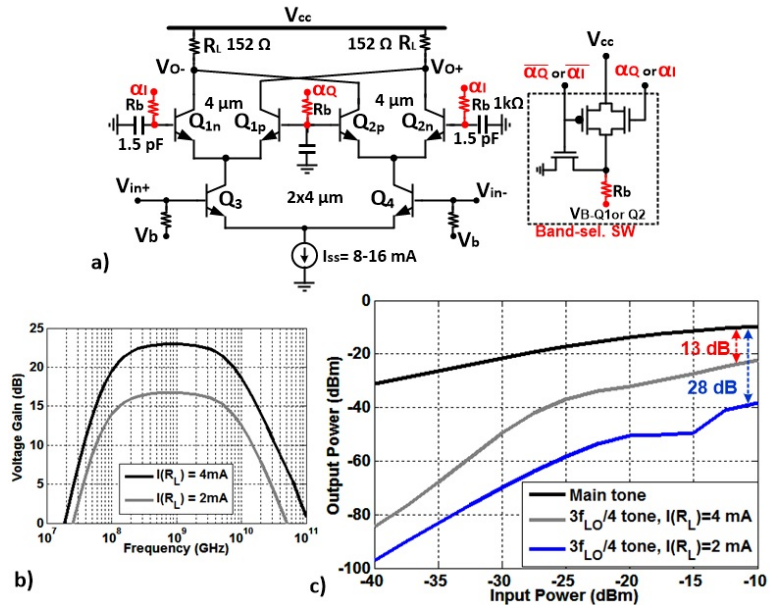 Vcc
RL 152 Ω 152 Ω RL
VO- VO+
αI αQ αI
Rb 4 μm Rb 4 μm Rb 1kΩ
Q1n Q1p Q2p Q2n
1.5 pF 1.5 pF
Vin+ Q3 2x4 μm Q4 Vin-
Vb Vb
ISS= 8-16 mA
a)
Vcc
αQ or αI αQ or αI
Rb
VB-Q1or Q2
Band-sel. SW
25
20
15
10
5
0
Voltage Gain (dB)
I(RL) = 4mA
I(RL) = 2mA
10^7 10^8 10^9 10^10 10^11
Frequency (GHz)
b)
0
-20
-40
-60
-80
-100
Output Power (dBm)
13 dB
28 dB
Main tone
3fLO/4 tone, I(RL)=4 mA
3fLO/4 tone, I(RL)=2 mA
-40 -35 -30 -25 -20 -15 -10
Input Power (dBm)
c)